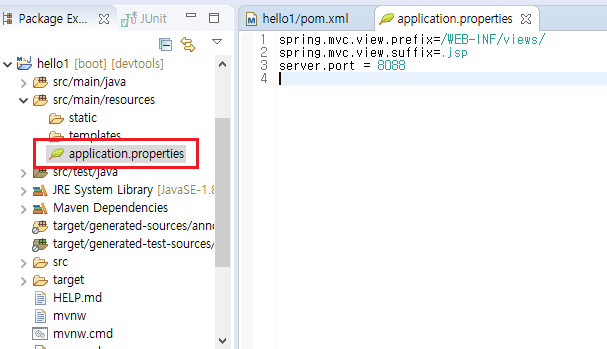 Package Ex
JUnit
hello1 [boot] [devtools]
src/main/java
src/main/resources
static
templates
application.properties
src/test/java
JRE System Library [JavaSE-1.8
Maven Dependencies
target/generated-sources/anno
target/generated-test-sources/
src
target
HELP.md
mvnw
mvnw.cmd
hello1/pom.xml
application.properties
1 spring.mvc.view.prefix=/WEB-INF/views/
2 spring.mvc.view.suffix=.jsp
3 server.port = 8088
4